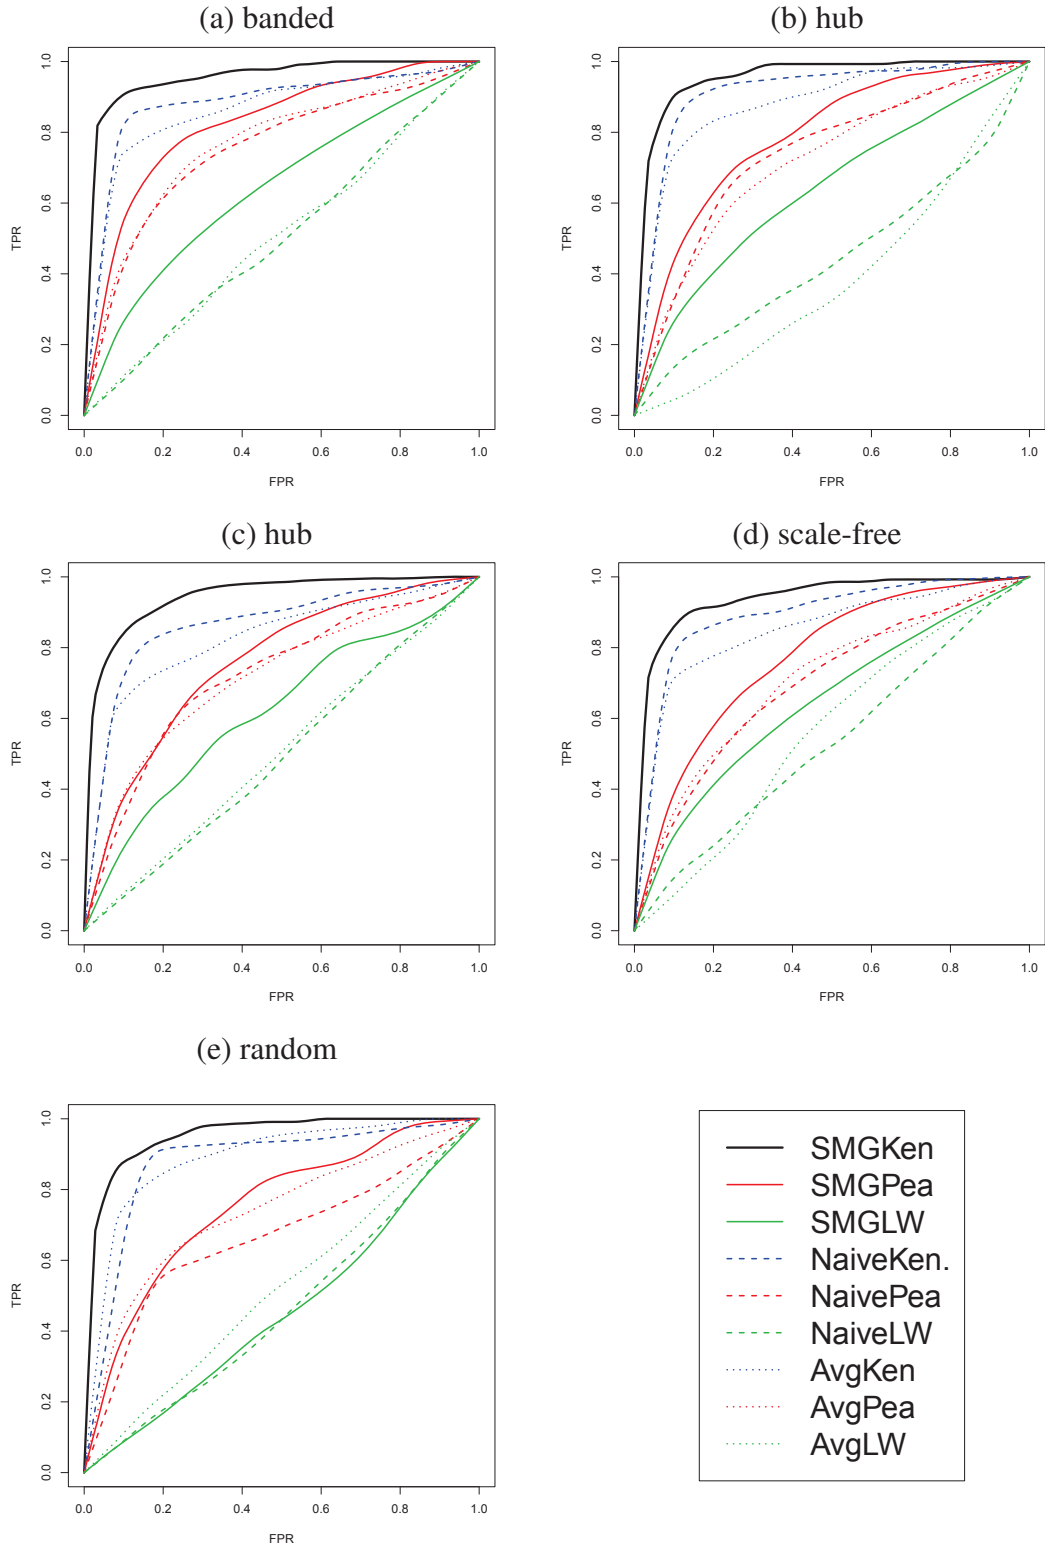 (a) banded
1.0
0.8
0.6
0.4
0.2
0.0
TPR
0.0 0.2 0.4 0.6 0.8 1.0
FPR
(b) hub
1.0
0.8
0.6
0.4
0.2
0.0
TPR
0.0 0.2 0.4 0.6 0.8 1.0
FPR
(c) hub
1.0
0.8
0.6
0.4
0.2
0.0
TPR
0.0 0.2 0.4 0.6 0.8 1.0
FPR
(d) scale-free
1.0
0.8
0.6
0.4
0.2
0.0
TPR
0.0 0.2 0.4 0.6 0.8 1.0
FPR
(e) random
1.0
0.8
0.6
0.4
0.2
0.0
TPR
0.0 0.2 0.4 0.6 0.8 1.0
FPR
SMGKen
SMGPea
SMGLW
NaiveKen.
NaivePea
NaiveLW
AvgKen
AvgPea
AvgLW